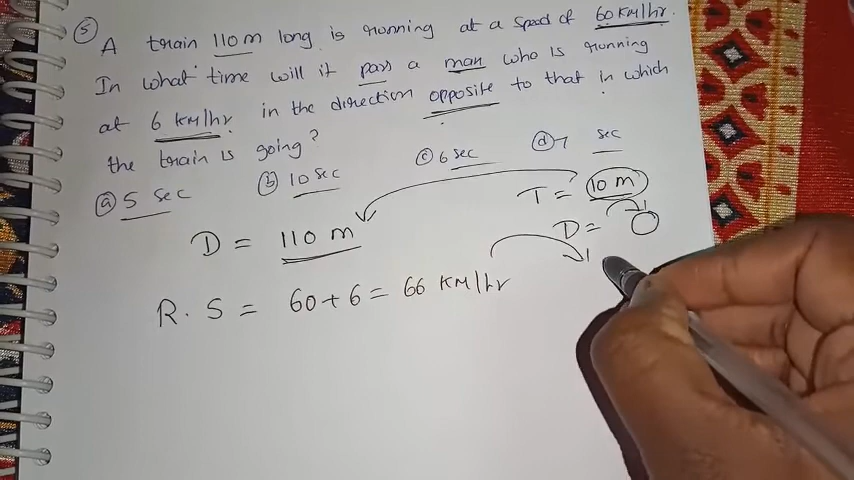 5 A train 110 m long is running at a speed of 60 KM/hr.
In what time will it pass a man who is running
at 6 KM/hr in the direction opposite to that in which
the train is going?
a 5 sec b 10 sec c 6 sec d 7 sec
T = 10 m
D = 110 m
D =
R. S = 60 + 6 = 66 KM/hr